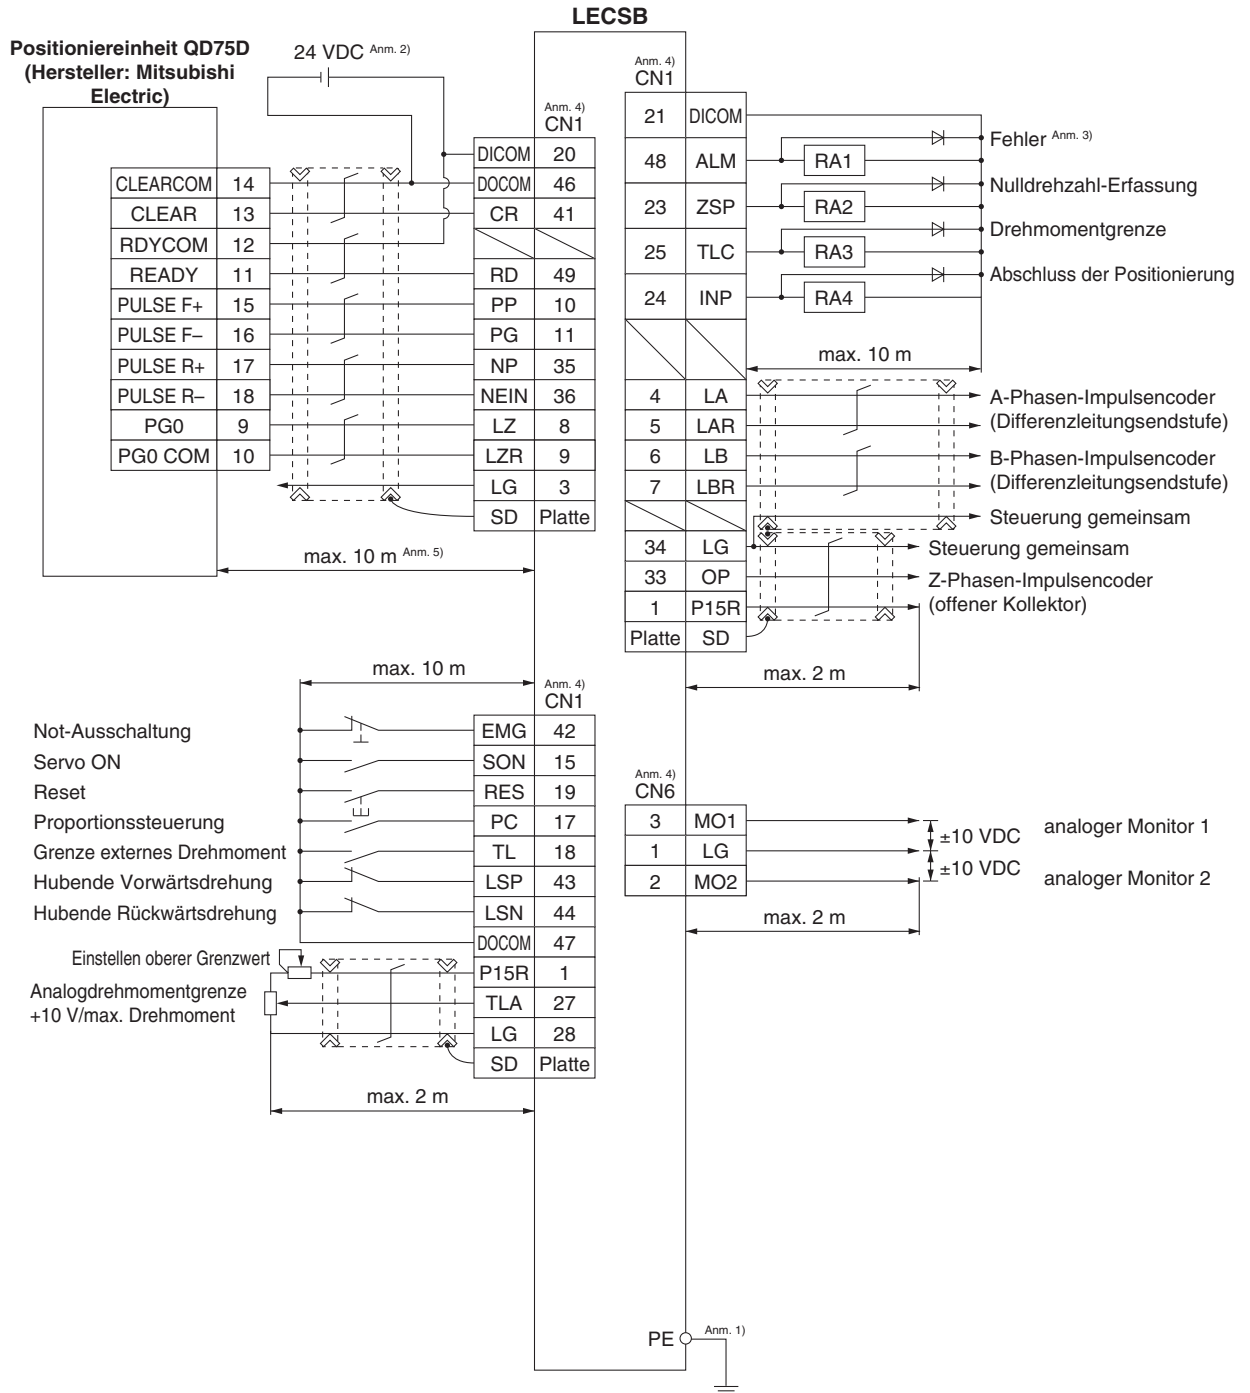 LECSB
Positioniereinheit QD75D
(Hersteller: Mitsubishi
Electric)
24 VDC Anm. 2)
Anm. 4)
CN1
DICOM 20
CLEARCOM 14 DOCOM 46
CLEAR 13 CR 41
RDYCOM 12
READY 11 RD 49
PULSE F+ 15 PP 10
PULSE F– 16 PG 11
PULSE R+ 17 NP 35
PULSE R– 18 NEIN 36
PG0 9 LZ 8
PG0 COM 10 LZR 9
LG 3
SD Platte
max. 10 m Anm. 5)
Anm. 4)
CN1
21 DICOM
Fehler Anm. 3)
48 ALM RA1
Nulldrehzahl-Erfassung
23 ZSP RA2
Drehmomentgrenze
25 TLC RA3
Abschluss der Positionierung
24 INP RA4
max. 10 m
4 LA A-Phasen-Impulsencoder
5 LAR (Differenzleitungsendstufe)
6 LB B-Phasen-Impulsencoder
7 LBR (Differenzleitungsendstufe)
Steuerung gemeinsam
34 LG Steuerung gemeinsam
33 OP Z-Phasen-Impulsencoder
1 P15R (offener Kollektor)
Platte SD
max. 2 m
max. 10 m
Anm. 4)
CN1
Not-Ausschaltung EMG 42
Servo ON SON 15
Reset RES 19
Proportionssteuerung PC 17
Grenze externes Drehmoment TL 18
Hubende Vorwärtsdrehung LSP 43
Hubende Rückwärtsdrehung LSN 44
DOCOM 47
Einstellen oberer Grenzwert P15R 1
Analogdrehmomentgrenze
+10 V/max. Drehmoment
TLA 27
LG 28
SD Platte
max. 2 m
Anm. 4)
CN6
3 MO1
±10 VDC analoger Monitor 1
1 LG
±10 VDC analoger Monitor 2
2 MO2
max. 2 m
PE Anm. 1)